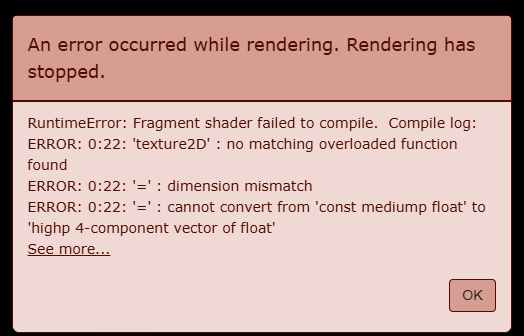 An error occurred while rendering. Rendering has
stopped.
RuntimeError: Fragment shader failed to compile.  Compile log:
ERROR: 0:22: 'texture2D' : no matching overloaded function
found
ERROR: 0:22: '=' : dimension mismatch
ERROR: 0:22: '=' : cannot convert from 'const mediump float' to
'highp 4-component vector of float'
See more...
OK